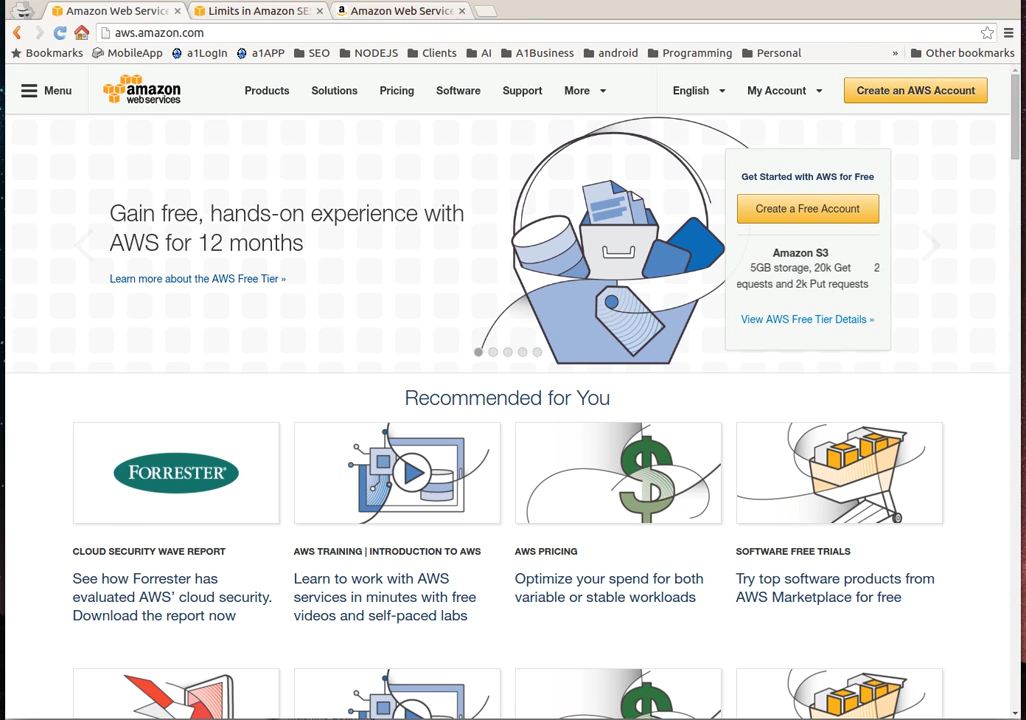 Amazon Web Servic
Limits in Amazon SE
Amazon Web Servic
aws.amazon.com
Bookmarks MobileApp a1LogIn a1APP SEO NODEJS Clients AI A1Business android Programming Personal » Other bookmarks
Menu amazon web services Products Solutions Pricing Software Support More English My Account Create an AWS Account
Gain free, hands-on experience with
AWS for 12 months
Learn more about the AWS Free Tier »
Get Started with AWS for Free
Create a Free Account
Amazon S3
5GB storage, 20k Get 2
equests and 2k Put requests
View AWS Free Tier Details »
Recommended for You
FORRESTER®
CLOUD SECURITY WAVE REPORT
See how Forrester has
evaluated AWS’ cloud security.
Download the report now
AWS TRAINING | INTRODUCTION TO AWS
Learn to work with AWS
services in minutes with free
videos and self-paced labs
AWS PRICING
Optimize your spend for both
variable or stable workloads
SOFTWARE FREE TRIALS
Try top software products from
AWS Marketplace for free